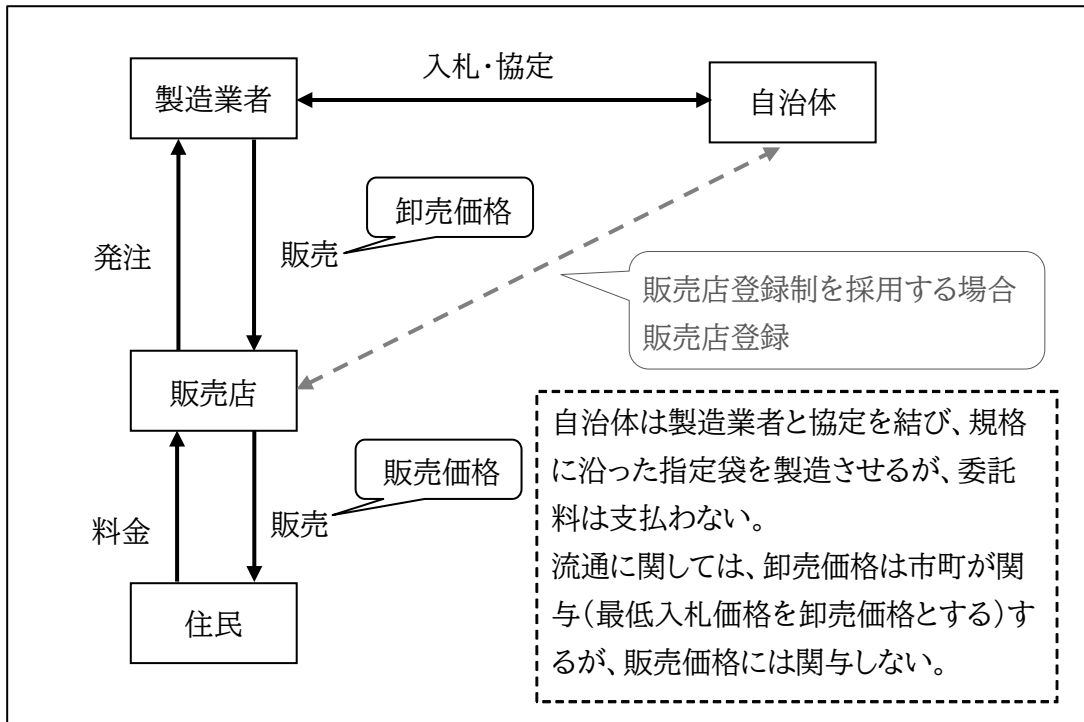 入札・協定
製造業者
自治体
卸売価格
発注
販売
販売店登録制を採用する場合
販売店登録
販売店
自治体は製造業者と協定を結び、規格
に沿った指定袋を製造させるが、委託
料は支払わない。
流通に関しては、卸売価格は市町が関
与(最低入札価格を卸売価格とする)す
るが、販売価格には関与しない。
販売価格
料金
販売
住民